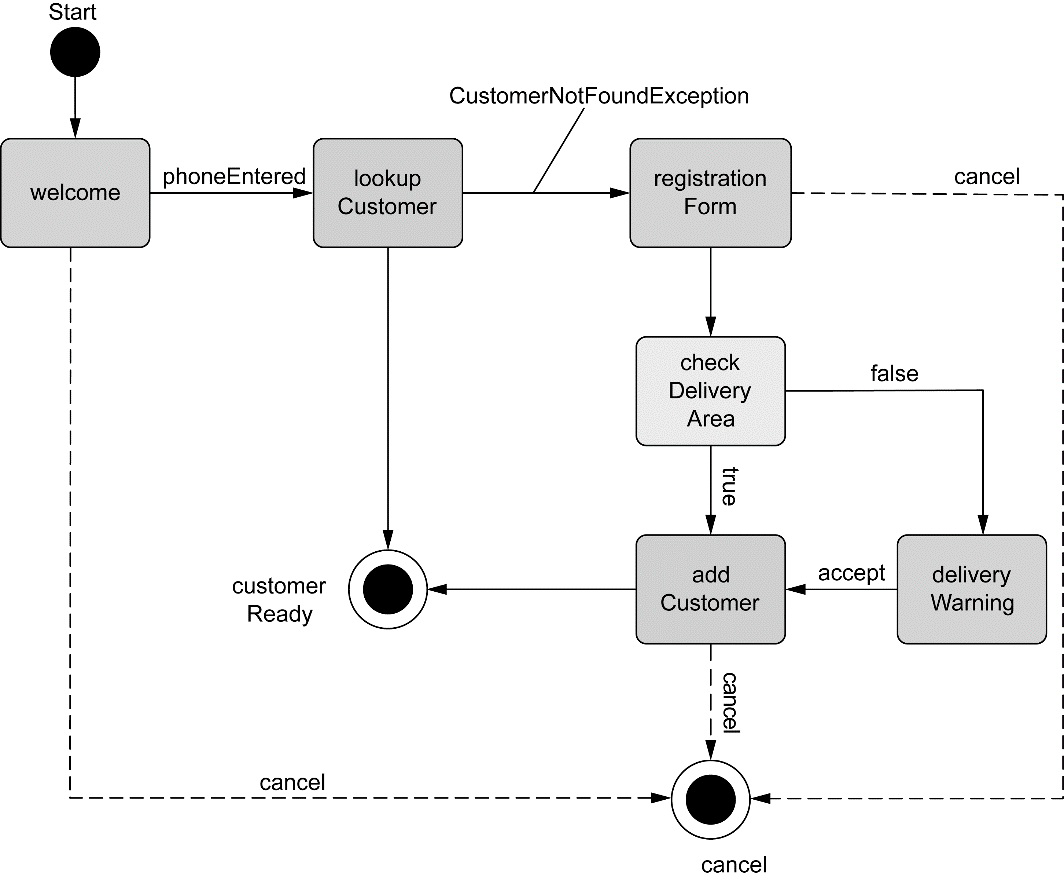 Start
CustomerNotFoundException
welcome
phoneEntered
lookup
Customer
registration
Form
cancel
check
Delivery
Area
false
true
customer
Ready
add
Customer
accept
delivery
Warning
cancel
cancel
cancel